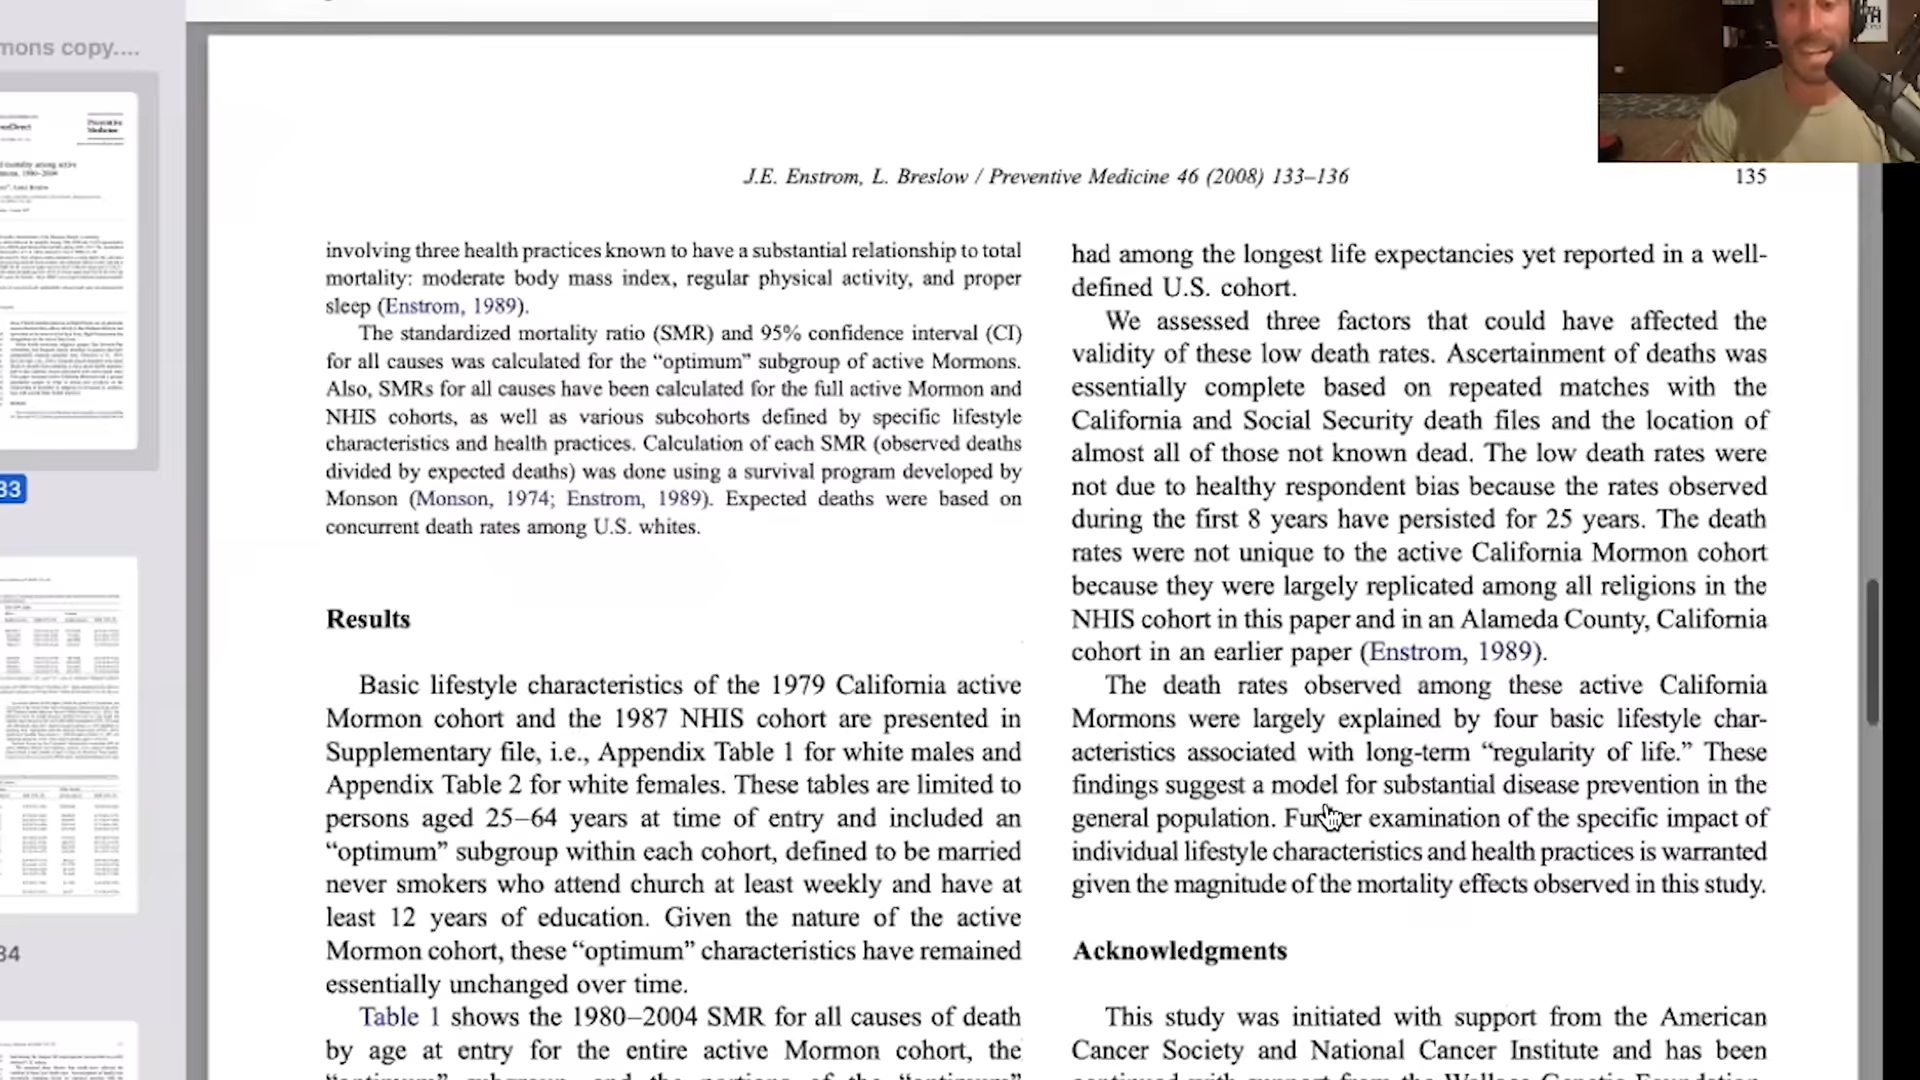 mons copy....
J.E. Enstrom, L. Breslow / Preventive Medicine 46 (2008) 133–136
135
involving three health practices known to have a substantial relationship to total
mortality: moderate body mass index, regular physical activity, and proper
sleep (Enstrom, 1989).
The standardized mortality ratio (SMR) and 95% confidence interval (CI)
for all causes was calculated for the “optimum” subgroup of active Mormons.
Also, SMRs for all causes have been calculated for the full active Mormon and
NHIS cohorts, as well as various subcohorts defined by specific lifestyle
characteristics and health practices. Calculation of each SMR (observed deaths
divided by expected deaths) was done using a survival program developed by
Monson (Monson, 1974; Enstrom, 1989). Expected deaths were based on
concurrent death rates among U.S. whites.
Results
Basic lifestyle characteristics of the 1979 California active
Mormon cohort and the 1987 NHIS cohort are presented in
Supplementary file, i.e., Appendix Table 1 for white males and
Appendix Table 2 for white females. These tables are limited to
persons aged 25–64 years at time of entry and included an
“optimum” subgroup within each cohort, defined to be married
never smokers who attend church at least weekly and have at
least 12 years of education. Given the nature of the active
Mormon cohort, these “optimum” characteristics have remained
essentially unchanged over time.
Table 1 shows the 1980–2004 SMR for all causes of death
by age at entry for the entire active Mormon cohort, the
had among the longest life expectancies yet reported in a well-
defined U.S. cohort.
We assessed three factors that could have affected the
validity of these low death rates. Ascertainment of deaths was
essentially complete based on repeated matches with the
California and Social Security death files and the location of
almost all of those not known dead. The low death rates were
not due to healthy respondent bias because the rates observed
during the first 8 years have persisted for 25 years. The death
rates were not unique to the active California Mormon cohort
because they were largely replicated among all religions in the
NHIS cohort in this paper and in an Alameda County, California
cohort in an earlier paper (Enstrom, 1989).
The death rates observed among these active California
Mormons were largely explained by four basic lifestyle char-
acteristics associated with long-term “regularity of life.” These
findings suggest a model for substantial disease prevention in the
general population. Further examination of the specific impact of
individual lifestyle characteristics and health practices is warranted
given the magnitude of the mortality effects observed in this study.
Acknowledgments
This study was initiated with support from the American
Cancer Society and National Cancer Institute and has been
33
34